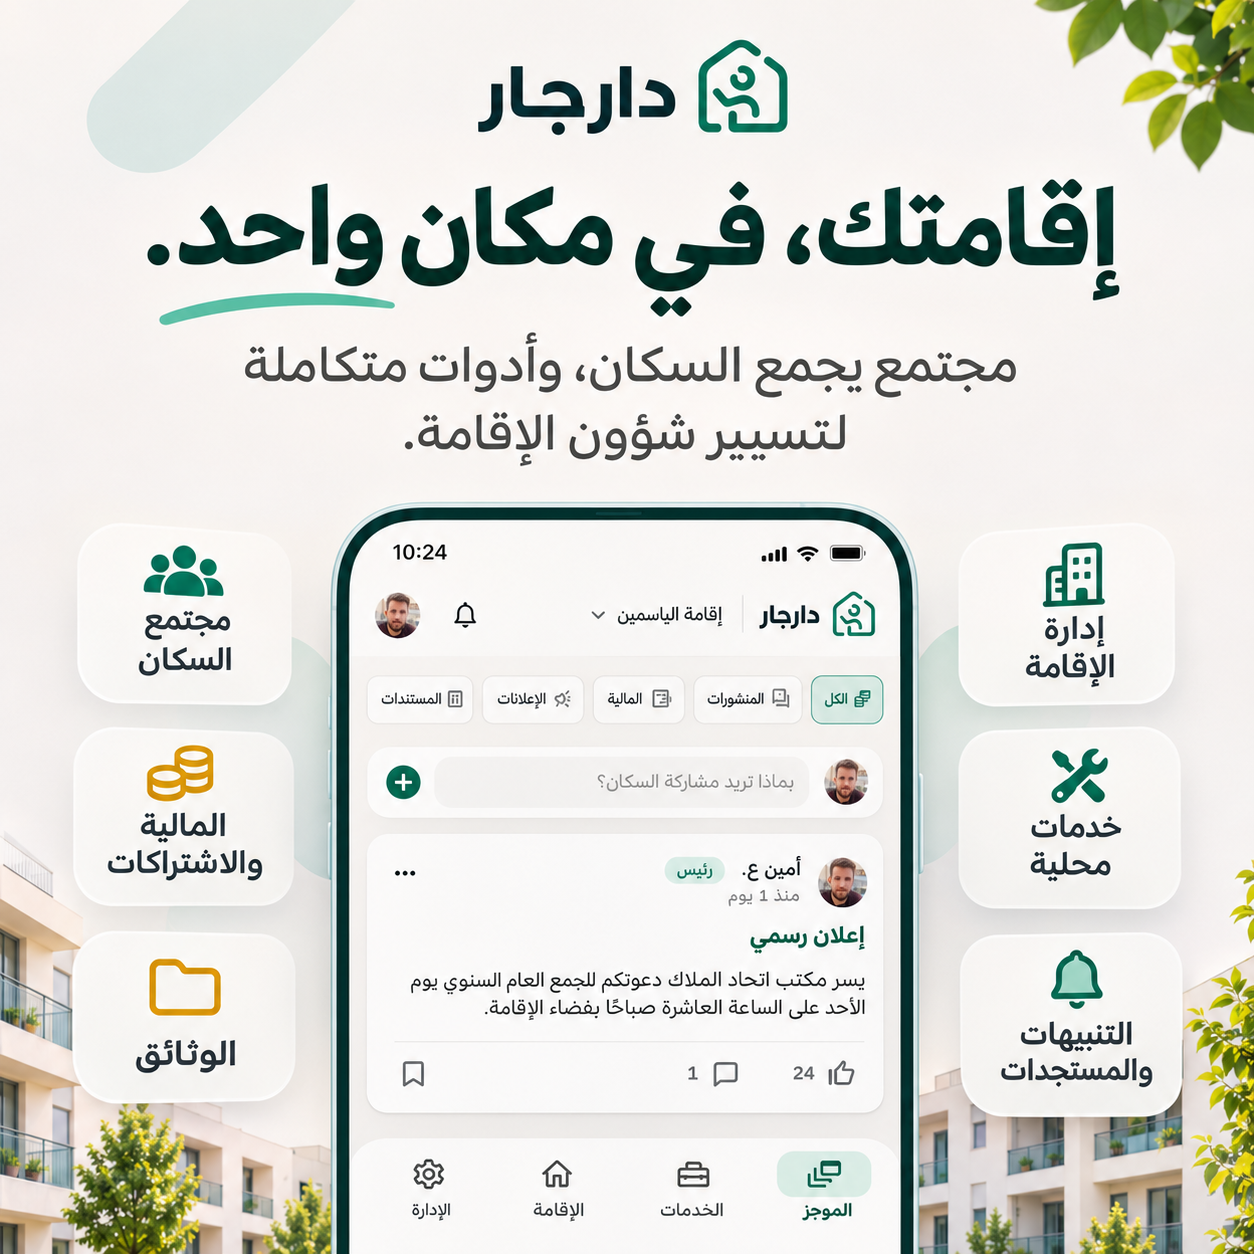 دارجار
إقامتك، في مكان واحد.
مجتمع يجمع السكان، وأدوات متكاملة
لتسيير شؤون الإقامة.
إدارة
الإقامة
خدمات
محلية
التنبيهات
والمستجدات
مجتمع
السكان
المالية
والاشتراكات
الوثائق
10:24
دارجار
إقامة الياسمين
الكل
المنشورات
المالية
الإعلانات
المستندات
بماذا تريد مشاركة السكان؟
أمين ع.
رئيس
منذ 1 يوم
إعلان رسمي
يسر مكتب اتحاد الملاك دعوتكم للجمع العام السنوي يوم
الأحد على الساعة العاشرة صباحًا بفضاء الإقامة.
24
1
الموجز
الخدمات
الإقامة
الإدارة